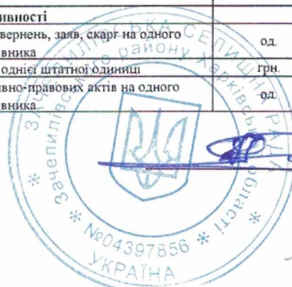 ивності
вернень, заяв, скарг на одного
од.
вника
однієї штатної одиниці
грн.
вно-правових актів на одного
од.
вника
ЗАЧЕПИЛІВСЬКА СЕЛИЩНА РАДА
Зачепилівського району Харківської області
№04397856
УКРАЇНА